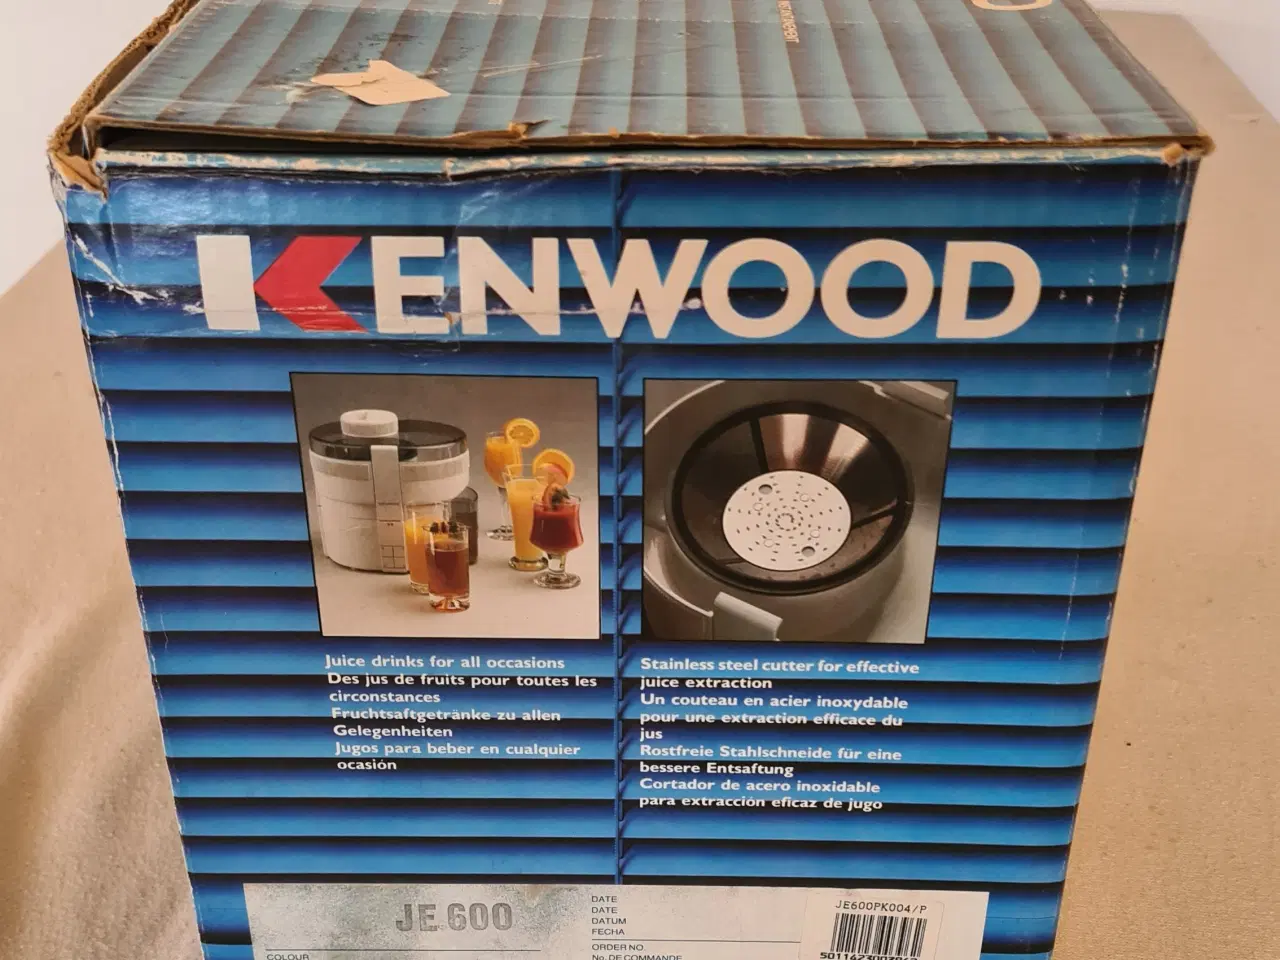 KENWOOD
Juice drinks for all occasions
Des jus de fruits pour toutes les
circonstances
Fruchtsaftgetränke zu allen
Gelegenheiten
Jugos para beber en cualquier
ocasión
Stainless steel cutter for effective
juice extraction
Un couteau en acier inoxydable
pour une extraction efficace du
jus
Rostfreie Stahlschneide für eine
bessere Entsaftung
Cortador de acero inoxidable
para extracción eficaz de jugo
JE 600
COLOUR
DATE
DATE
DATUM
FECHA
ORDER NO.
No. DE COMMANDE
JE600PK004/P